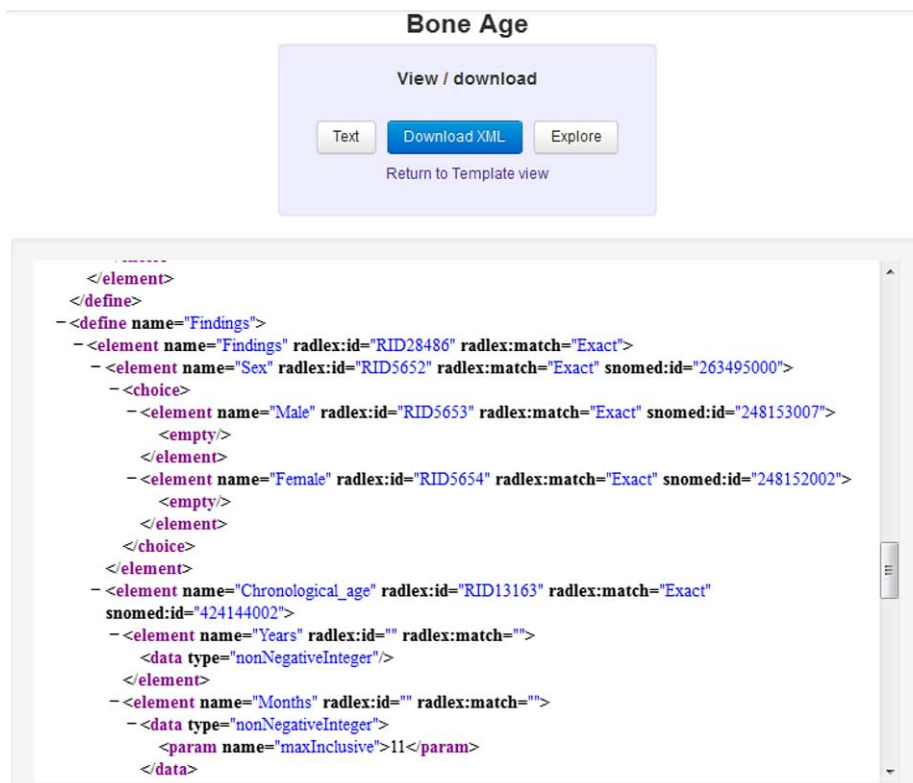 Bone Age
View / download
Text Download XML Explore
Return to Template view
</element>
</define>
−<define name="Findings">
−<element name="Findings" radlex:id="RID28486" radlex:match="Exact">
−<element name="Sex" radlex:id="RID5652" radlex:match="Exact" snomed:id="263495000">
−<choice>
−<element name="Male" radlex:id="RID5653" radlex:match="Exact" snomed:id="248153007">
<empty/>
</element>
−<element name="Female" radlex:id="RID5654" radlex:match="Exact" snomed:id="248152002">
<empty/>
</element>
</choice>
</element>
−<element name="Chronological_age" radlex:id="RID13163" radlex:match="Exact"
snomed:id="424144002">
−<element name="Years" radlex:id="" radlex:match="">
<data type="nonNegativeInteger"/>
</element>
−<element name="Months" radlex:id="" radlex:match="">
−<data type="nonNegativeInteger">
<param name="maxInclusive">11</param>
</data>